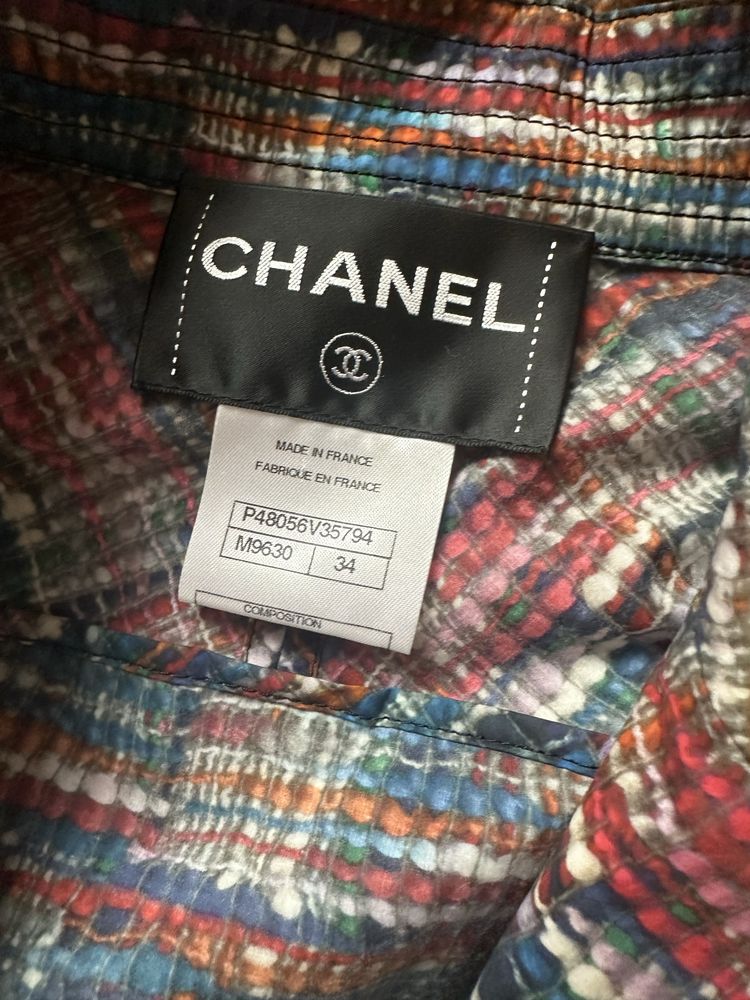 CHANEL
MADE IN FRANCE
FABRIQUE EN FRANCE
P48056V35794
M9630 34
COMPOSITION